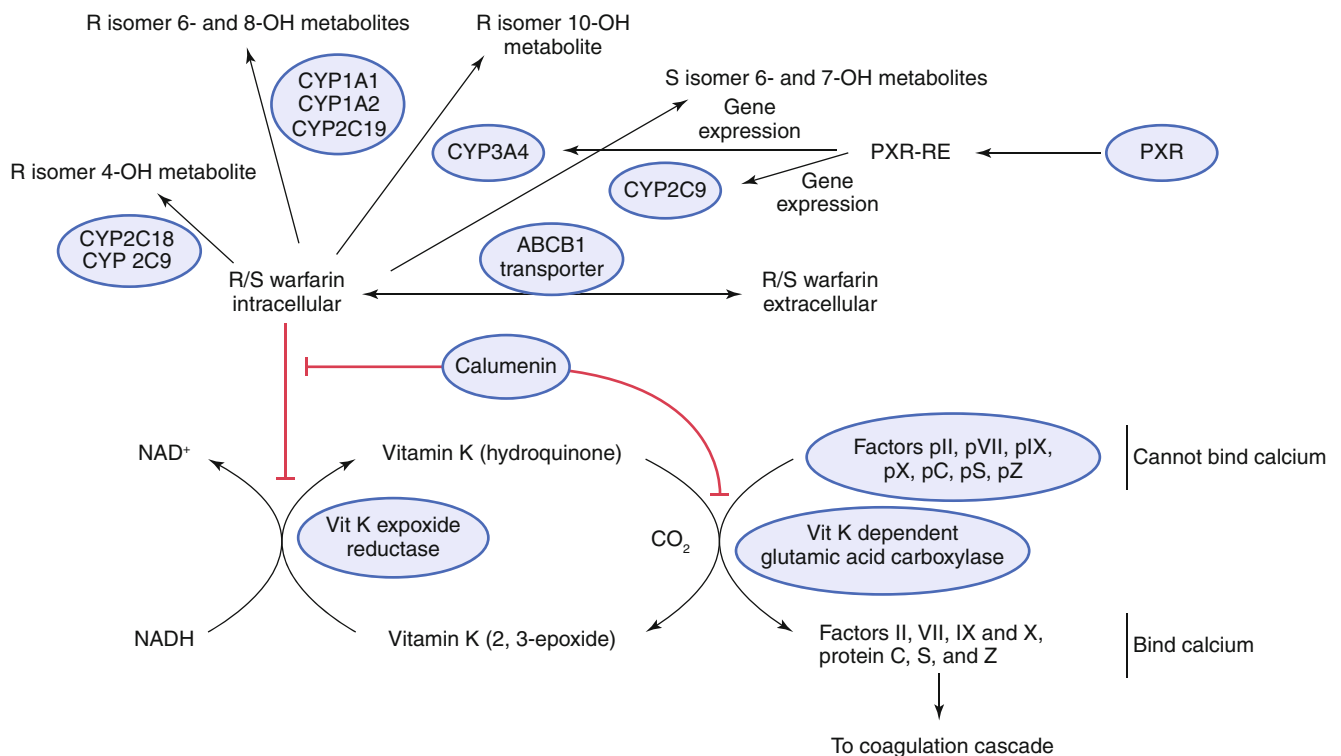 R isomer 6- and 8-OH metabolites
R isomer 10-OH
metabolite
CYP1A1
CYP1A2
CYP2C19
S isomer 6- and 7-OH metabolites
Gene
expression
CYP3A4
PXR-RE
PXR
R isomer 4-OH metabolite
CYP2C9
Gene
expression
CYP2C18
CYP 2C9
ABCB1
transporter
R/S warfarin
intracellular
R/S warfarin
extracellular
Calumenin
NAD⁺
Vitamin K (hydroquinone)
Factors pII, pVII, pIX,
pX, pC, pS, pZ
Cannot bind calcium
Vit K expoxide
reductase
CO₂
Vit K dependent
glutamic acid carboxylase
NADH
Vitamin K (2, 3-epoxide)
Factors II, VII, IX and X,
protein C, S, and Z
Bind calcium
To coagulation cascade